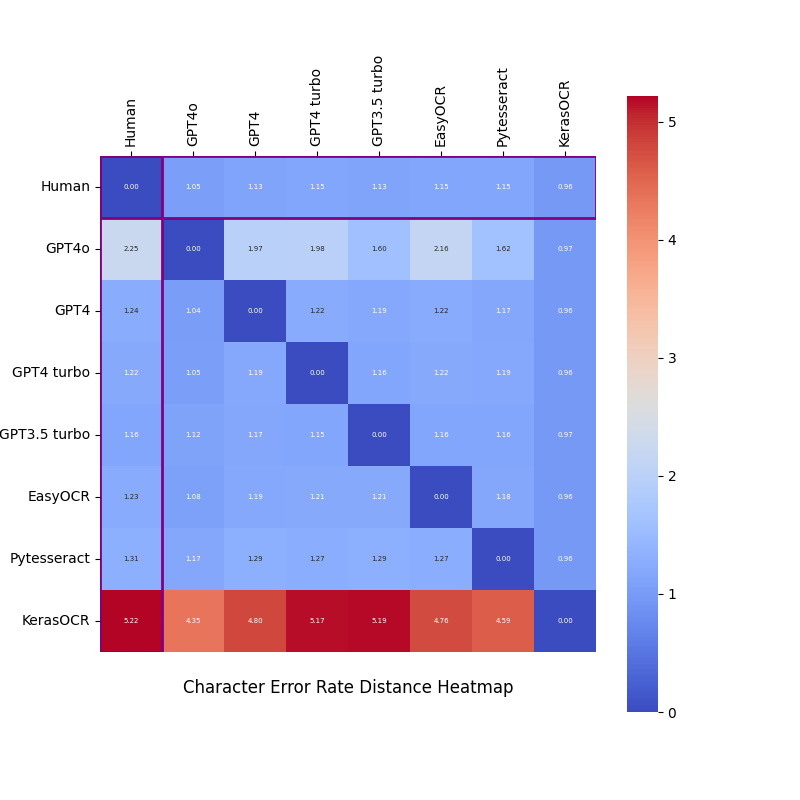 Human GPT4o GPT4 GPT4 turbo GPT3.5 turbo EasyOCR Pytesseract KerasOCR
Human 0.00 1.05 1.13 1.15 1.13 1.15 1.15 0.96
GPT4o 2.25 0.00 1.97 1.98 1.60 2.16 1.62 0.97
GPT4 1.24 1.04 0.00 1.22 1.19 1.22 1.17 0.96
GPT4 turbo 1.22 1.05 1.19 0.00 1.16 1.22 1.19 0.96
GPT3.5 turbo 1.16 1.12 1.17 1.15 0.00 1.16 1.16 0.97
EasyOCR 1.23 1.08 1.19 1.21 1.21 0.00 1.18 0.96
Pytesseract 1.31 1.17 1.29 1.27 1.29 1.27 0.00 0.96
KerasOCR 5.22 4.35 4.80 5.17 5.19 4.76 4.59 0.00
Character Error Rate Distance Heatmap
5
4
3
2
1
0